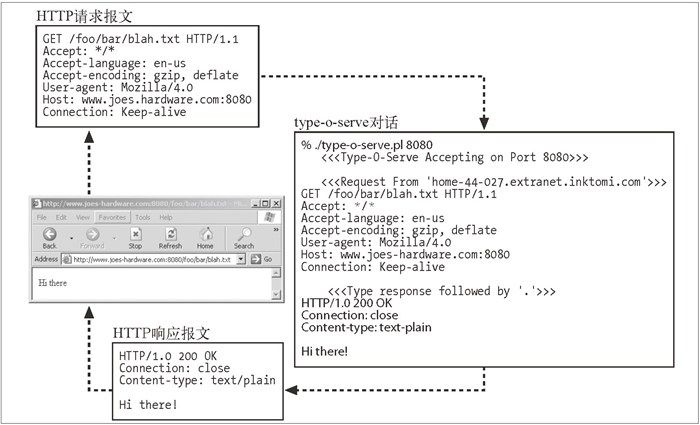 HTTP请求报文
GET /foo/bar/blah.txt HTTP/1.1
Accept: */*
Accept-language: en-us
Accept-encoding: gzip, deflate
User-agent: Mozilla/4.0
Host: www.joes.hardware.com:8080
Connection: Keep-alive
type-o-serve对话
% ./type-o-serve.pl 8080
<<<Type-O-Serve Accepting on Port 8080>>>
<<<Request From 'home-44-027.extranet.inktomi.com'>>>
GET /foo/bar/blah.txt HTTP/1.1
Accept: */*
Accept-language: en-us
Accept-encoding: gzip, deflate
User-agent: Mozilla/4.0
Host: www.joes-hardware.com:8080
Connection: Keep-alive
<<<Type response followed by '.'>>>
HTTP/1.0 200 OK
Connection: close
Content-type: text-plain
Hi there!
http://www.joes-hardware.com:8080/foo/bar/blah.txt
File Edit View Favorites Tools Help
Back Forward Stop Refresh Home Search
Address http://www.joes-hardware.com:8080/foo/bar/blah.txt Go
Hi there
HTTP响应报文
HTTP/1.0 200 OK
Connection: close
Content-type: text/plain
Hi there!